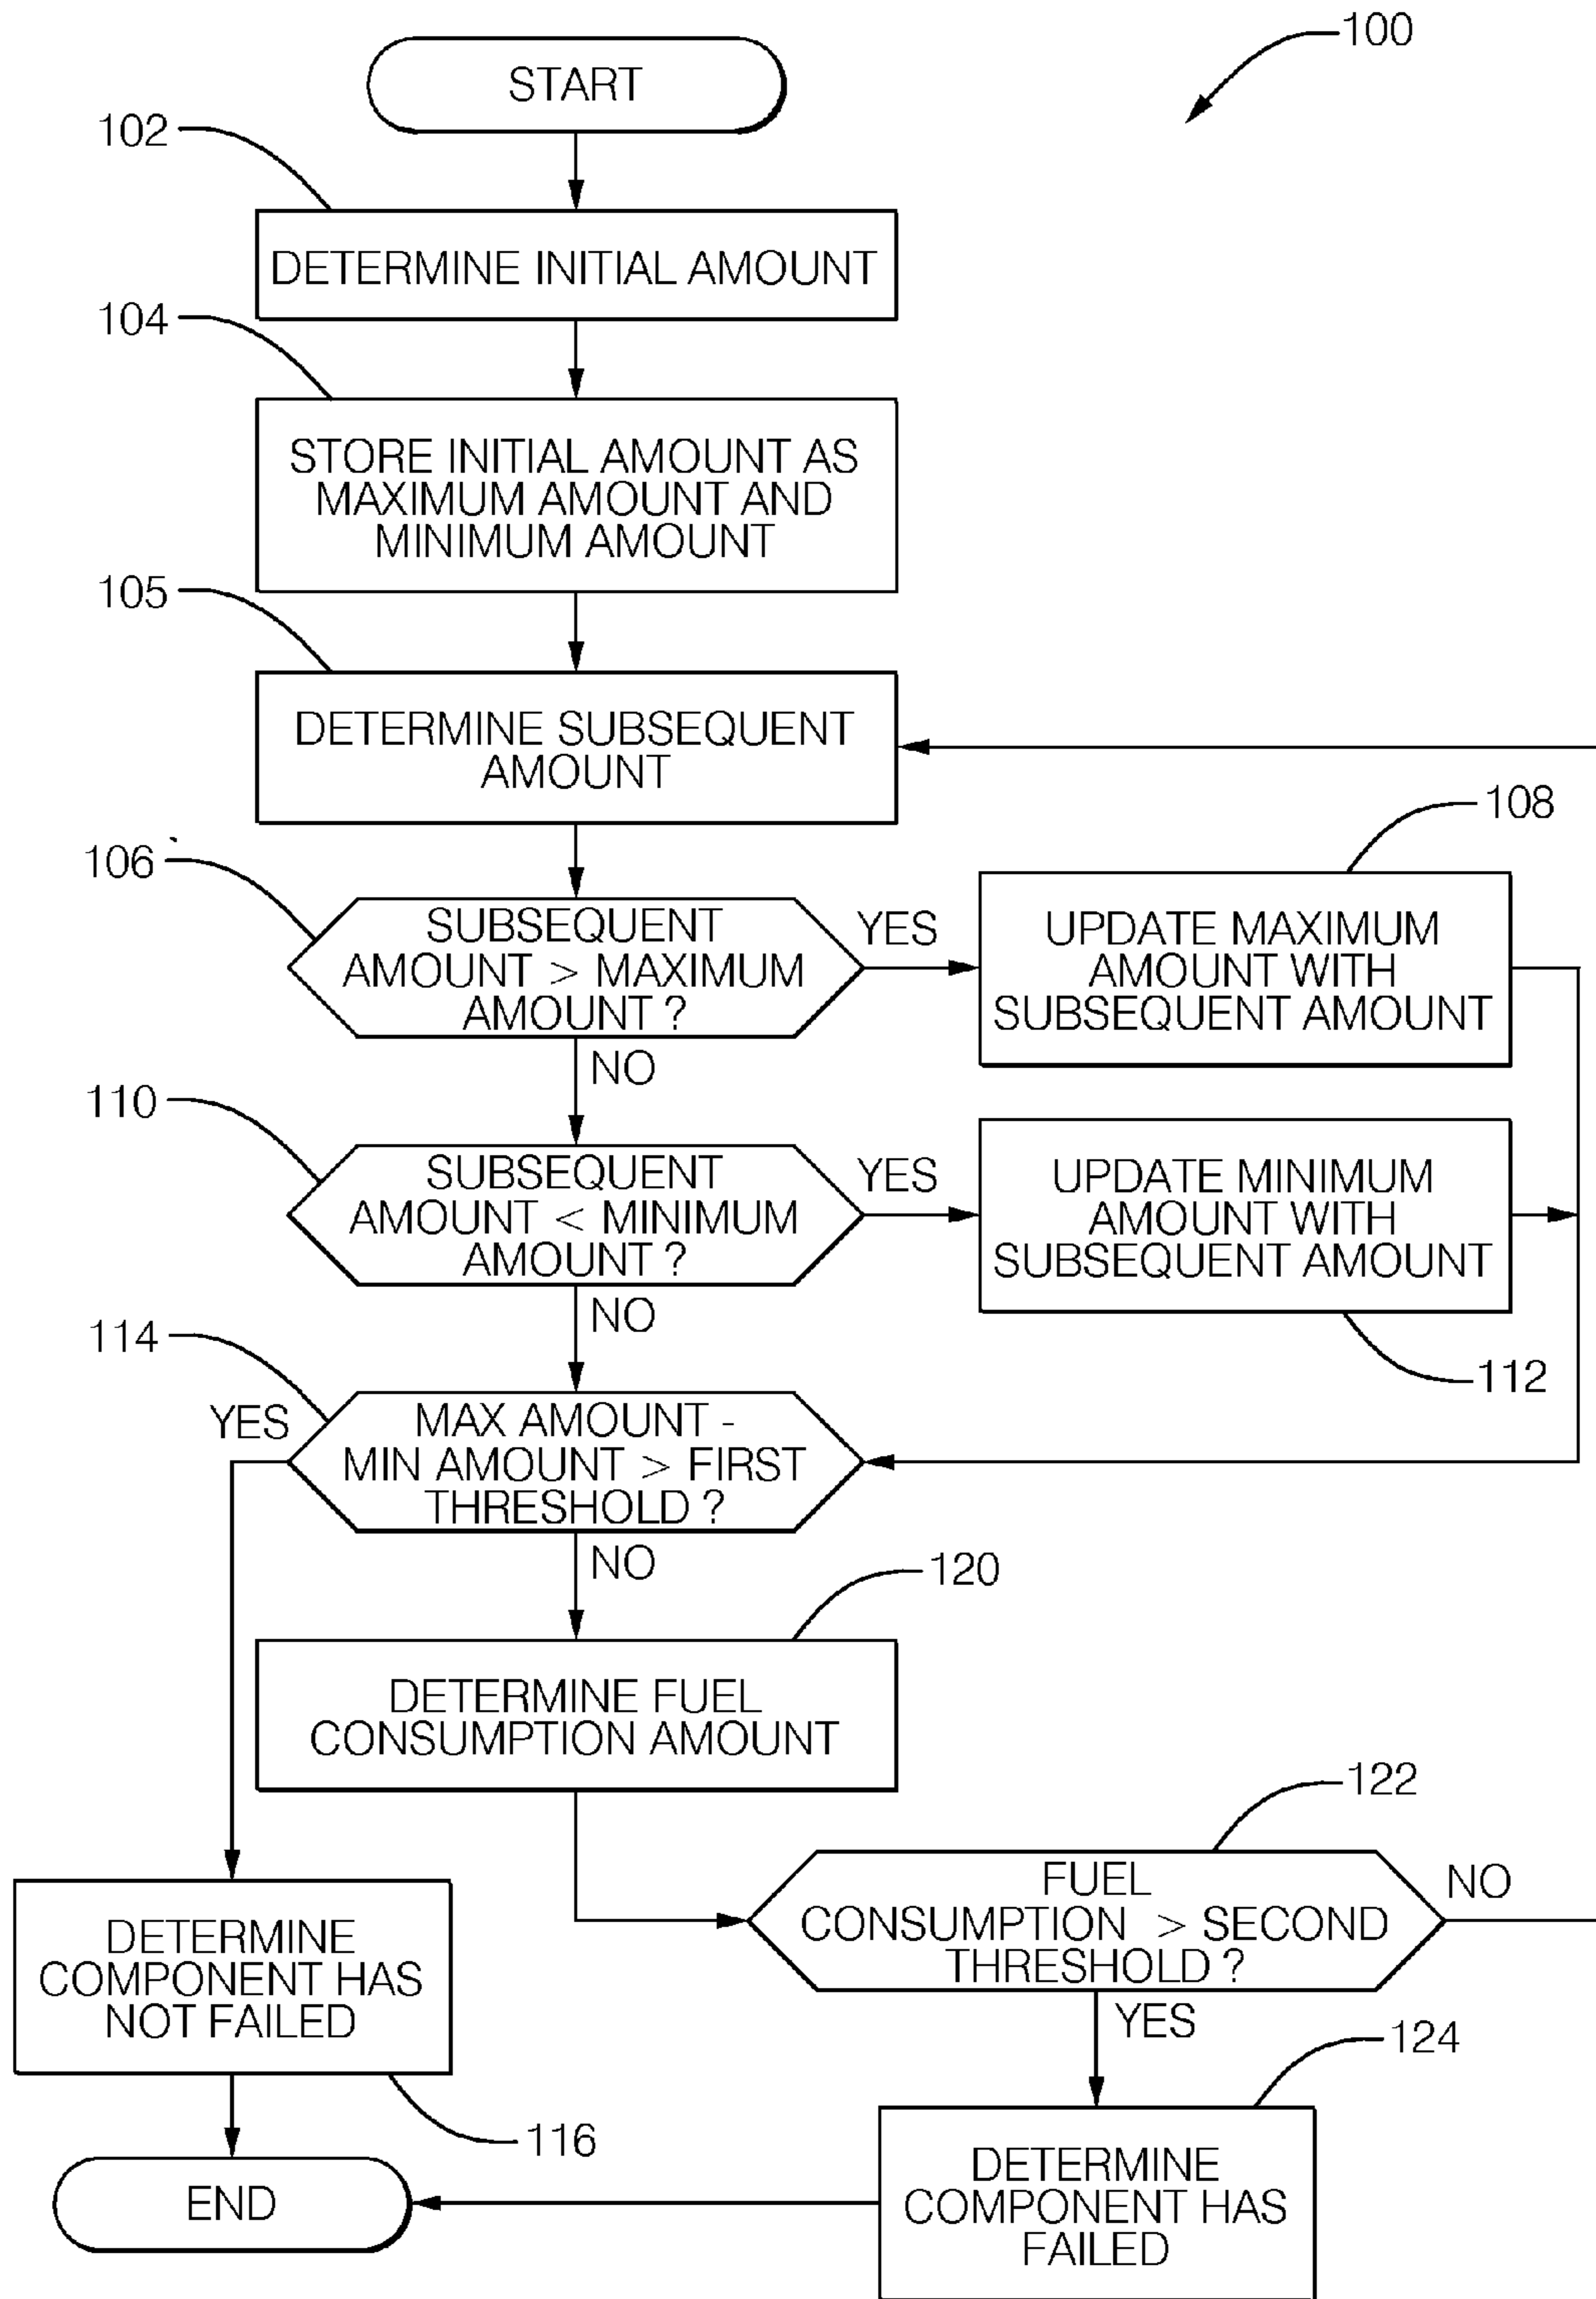 100
START
102
DETERMINE INITIAL AMOUNT
104
STORE INITIAL AMOUNT AS
MAXIMUM AMOUNT AND
MINIMUM AMOUNT
105
DETERMINE SUBSEQUENT
AMOUNT
106
SUBSEQUENT
AMOUNT > MAXIMUM
AMOUNT ?
YES
108
UPDATE MAXIMUM
AMOUNT WITH
SUBSEQUENT AMOUNT
NO
110
SUBSEQUENT
AMOUNT < MINIMUM
AMOUNT ?
YES
UPDATE MINIMUM
AMOUNT WITH
SUBSEQUENT AMOUNT
112
NO
114
YES
MAX AMOUNT -
MIN AMOUNT > FIRST
THRESHOLD ?
NO
120
DETERMINE FUEL
CONSUMPTION AMOUNT
122
FUEL
CONSUMPTION > SECOND
THRESHOLD ?
NO
YES
DETERMINE
COMPONENT HAS
NOT FAILED
116
124
DETERMINE
COMPONENT HAS
FAILED
END